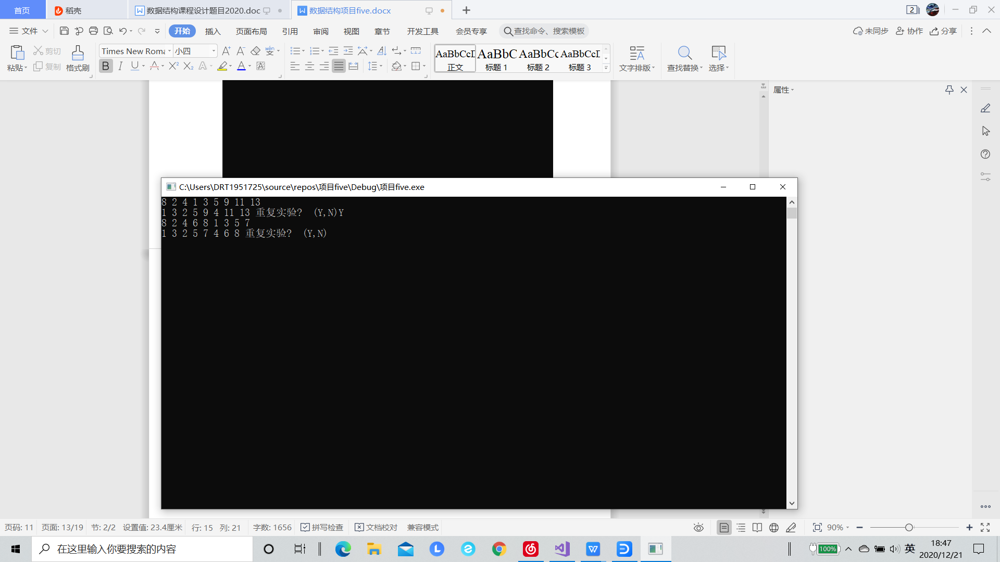 首页 稻壳 数据结构课程设计题目2020.doc 数据结构项目five.docx 2
文件 开始 插入 页面布局 引用 审阅 视图 章节 开发工具 会员专享 查找命令、搜索模板 未同步 协作 分享
粘贴 剪切 复制 格式刷 Times New Roma 小四 AaBbCcD AaBbC AaBbCc AaBbCcD
正文 标题 1 标题 2 标题 3 文字排版 查找替换 选择
属性
C:\Users\DRT1951725\source\repos\项目five\Debug\项目five.exe
8 2 4 1 3 5 9 11 13
1 3 2 5 9 4 11 13 重复实验? (Y,N)Y
8 2 4 6 8 1 3 5 7
1 3 2 5 7 4 6 8 重复实验? (Y,N)
页码: 11 页面: 13/19 节: 2/2 设置值: 23.4厘米 行: 15 列: 21 字数: 1656 拼写检查 文档校对 兼容模式 90%
在这里输入你要搜索的内容 100% 英 18:47
2020/12/21